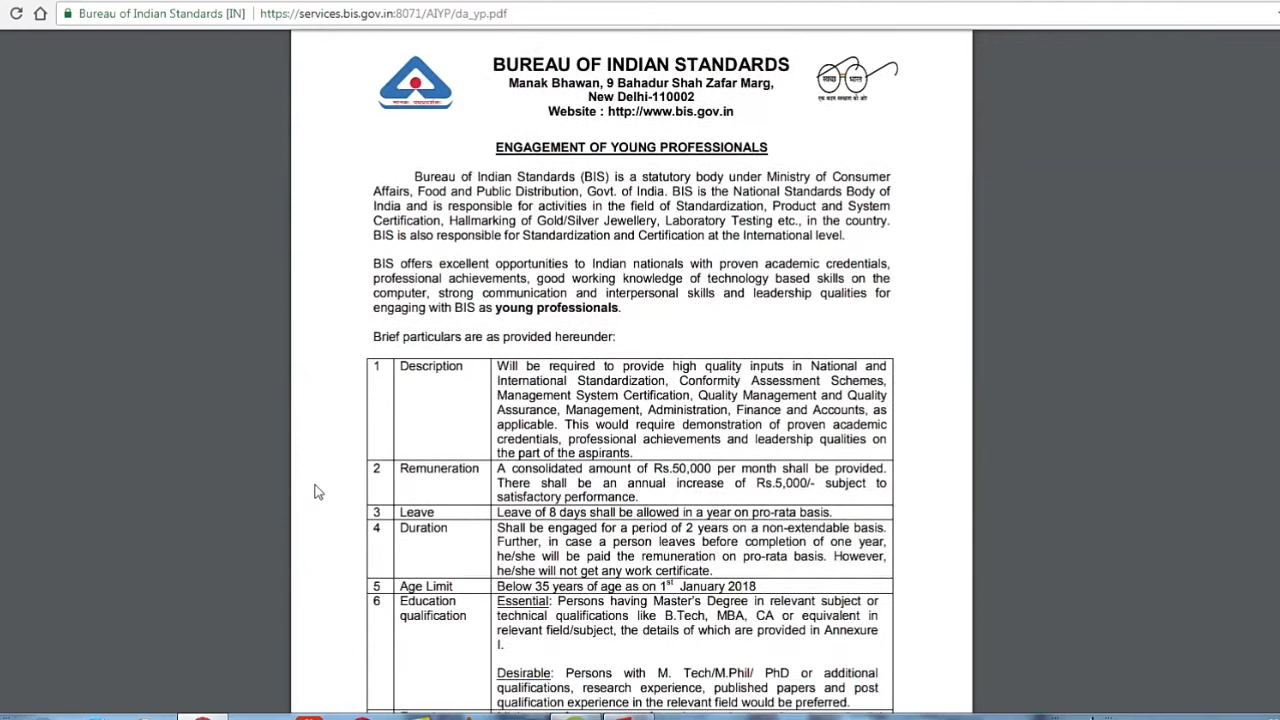 Bureau of Indian Standards [IN] | https://services.bis.gov.in:8071/AIYP/da_yp.pdf
BUREAU OF INDIAN STANDARDS
Manak Bhawan, 9 Bahadur Shah Zafar Marg,
New Delhi-110002
Website : http://www.bis.gov.in
स्वच्छ भारत
एक कदम स्वच्छता की ओर
ENGAGEMENT OF YOUNG PROFESSIONALS
Bureau of Indian Standards (BIS) is a statutory body under Ministry of Consumer
Affairs, Food and Public Distribution, Govt. of India. BIS is the National Standards Body of
India and is responsible for activities in the field of Standardization, Product and System
Certification, Hallmarking of Gold/Silver Jewellery, Laboratory Testing etc., in the country.
BIS is also responsible for Standardization and Certification at the International level.
BIS offers excellent opportunities to Indian nationals with proven academic credentials,
professional achievements, good working knowledge of technology based skills on the
computer, strong communication and interpersonal skills and leadership qualities for
engaging with BIS as young professionals.
Brief particulars are as provided hereunder:
1 Description Will be required to provide high quality inputs in National and
International Standardization, Conformity Assessment Schemes,
Management System Certification, Quality Management and Quality
Assurance, Management, Administration, Finance and Accounts, as
applicable. This would require demonstration of proven academic
credentials, professional achievements and leadership qualities on
the part of the aspirants.
2 Remuneration A consolidated amount of Rs.50,000 per month shall be provided.
There shall be an annual increase of Rs.5,000/- subject to
satisfactory performance.
3 Leave Leave of 8 days shall be allowed in a year on pro-rata basis.
4 Duration Shall be engaged for a period of 2 years on a non-extendable basis.
Further, in case a person leaves before completion of one year,
he/she will be paid the remuneration on pro-rata basis. However,
he/she will not get any work certificate.
5 Age Limit Below 35 years of age as on 1st January 2018
6 Education Essential: Persons having Master's Degree in relevant subject or
qualification technical qualifications like B.Tech, MBA, CA or equivalent in
relevant field/subject, the details of which are provided in Annexure
I.
Desirable: Persons with M. Tech/M.Phil/ PhD or additional
qualifications, research experience, published papers and post
qualification experience in the relevant field would be preferred.